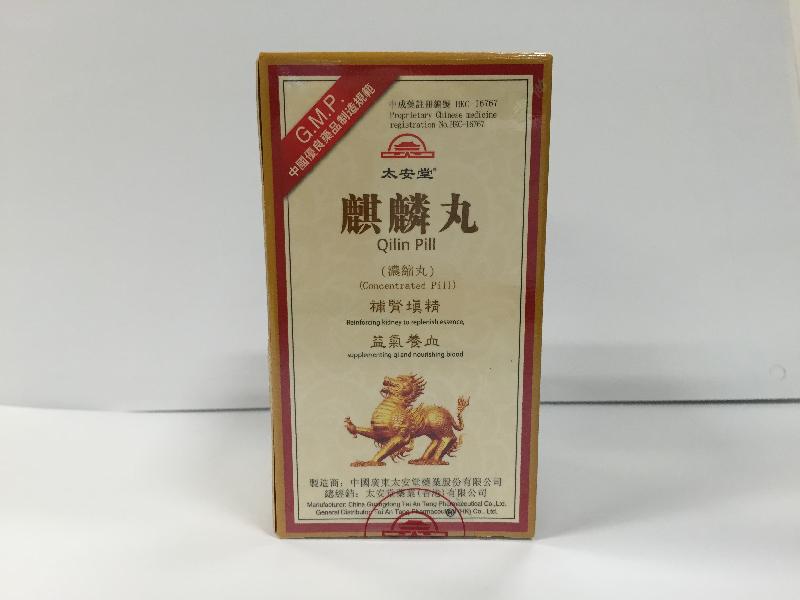 G.M.P.
中國優良藥品制造規範
中成藥註冊編號 HKC-16767
Proprietary Chinese medicine
registration No.HKC-16767
太安堂®
麒麟丸
Qilin Pill
(濃縮丸)
(Concentrated Pill)
補腎填精
Reinforcing kidney to replenish essence,
益氣養血
supplementing qi and nourishing blood
製造商: 中國廣東太安堂藥業股份有限公司
總經銷: 太安堂藥業(香港)有限公司
Manufacturer: China Guangdong Tai An Tang Pharmaceutical Co.,Ltd.
General Distributor: Tai An Tang Pharmaceutical (HK) Co., Ltd.